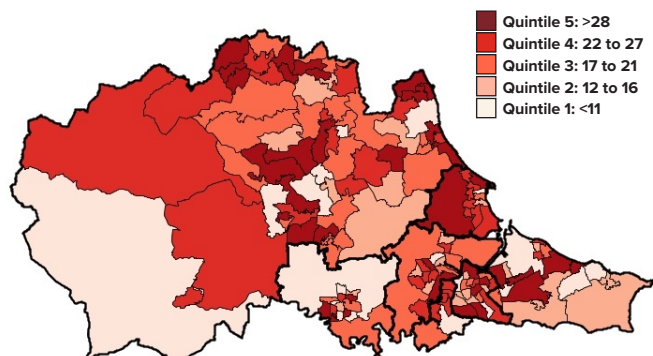 Quintile 5: >28
Quintile 4: 22 to 27
Quintile 3: 17 to 21
Quintile 2: 12 to 16
Quintile 1: <11